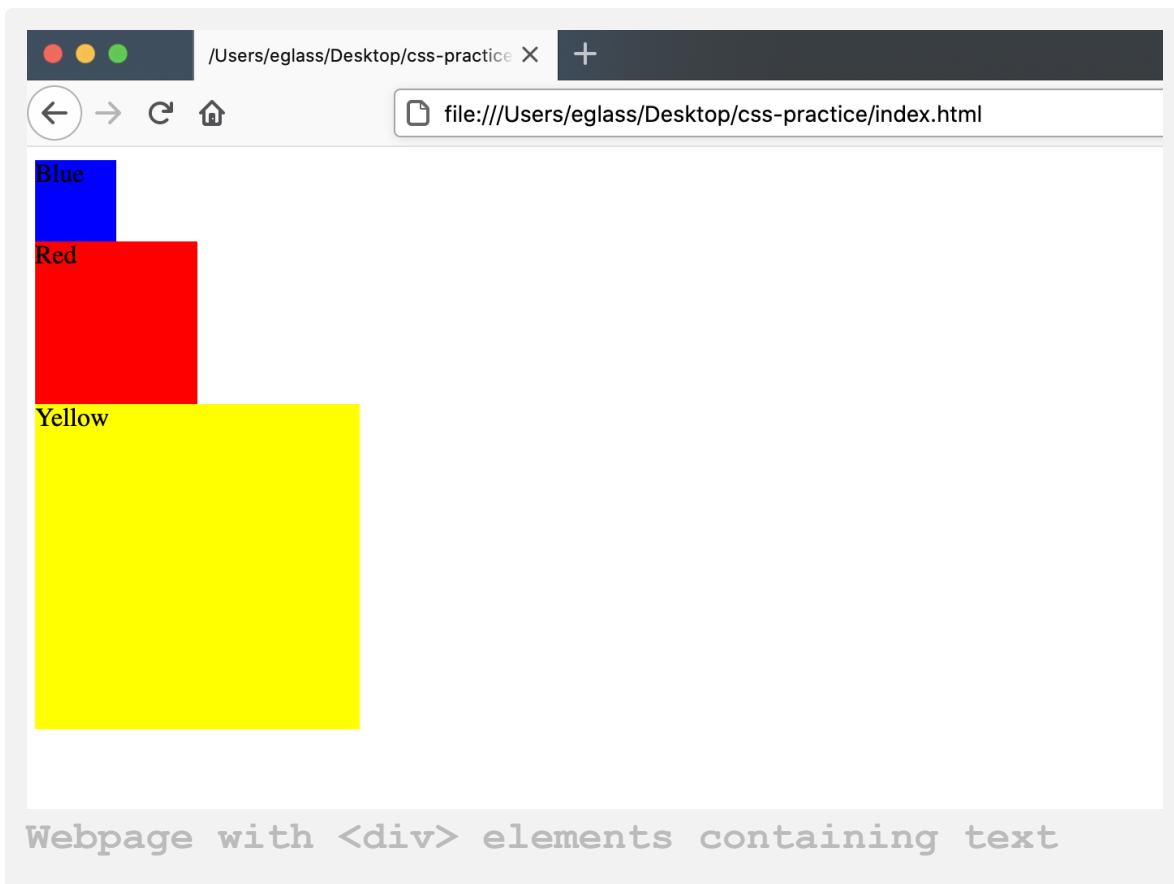 /Users/eglass/Desktop/css-practice
file:///Users/eglass/Desktop/css-practice/index.html
Blue
Red
Yellow
Webpage with <div> elements containing text